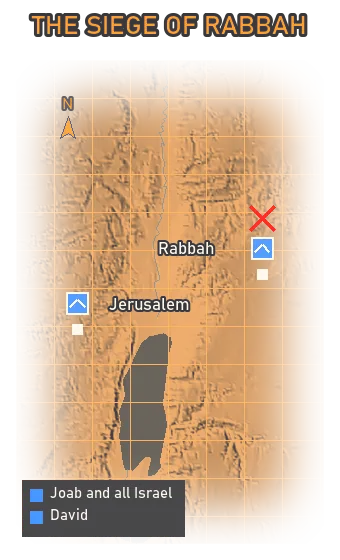 THE SIEGE OF RABBAH
N
Rabbah
Jerusalem
Joab and all Israel
David